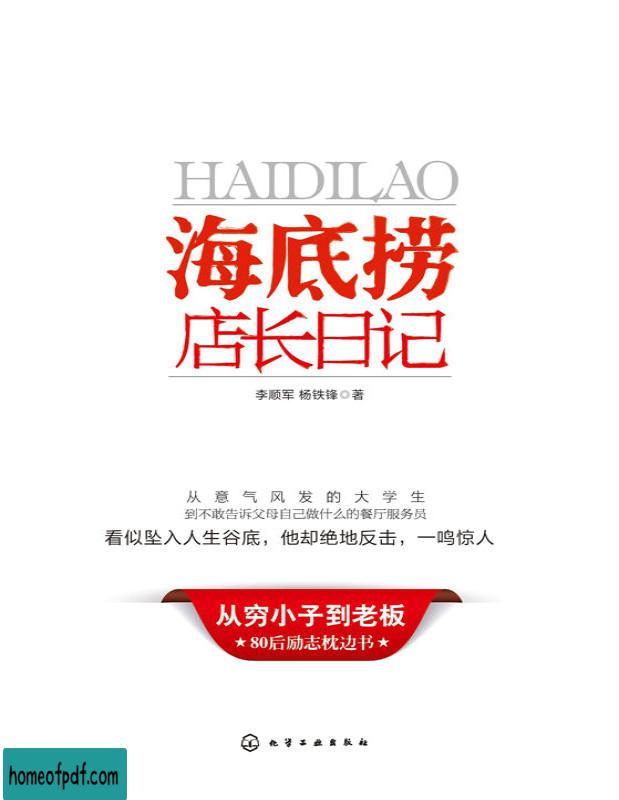 HAIDILAO
海底捞
店长日记
李顺军 杨铁锋◎著
从意气风发的大学生
到不敢告诉父母自己做什么的餐厅服务员
看似坠入人生谷底，他却绝地反击，一鸣惊人
从穷小子到老板
★80后励志枕边书★
化学工业出版社
homeofpdf.com